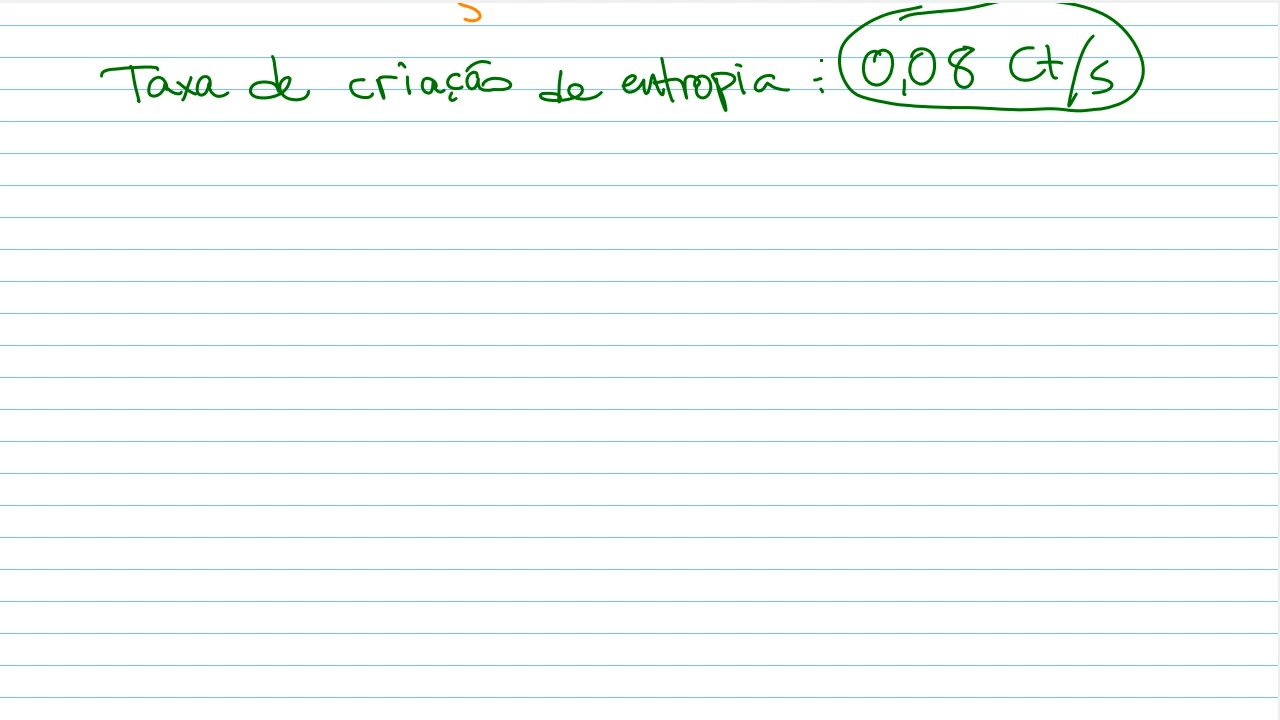 Taxa de criação de entropia : 0,08 Ct/s